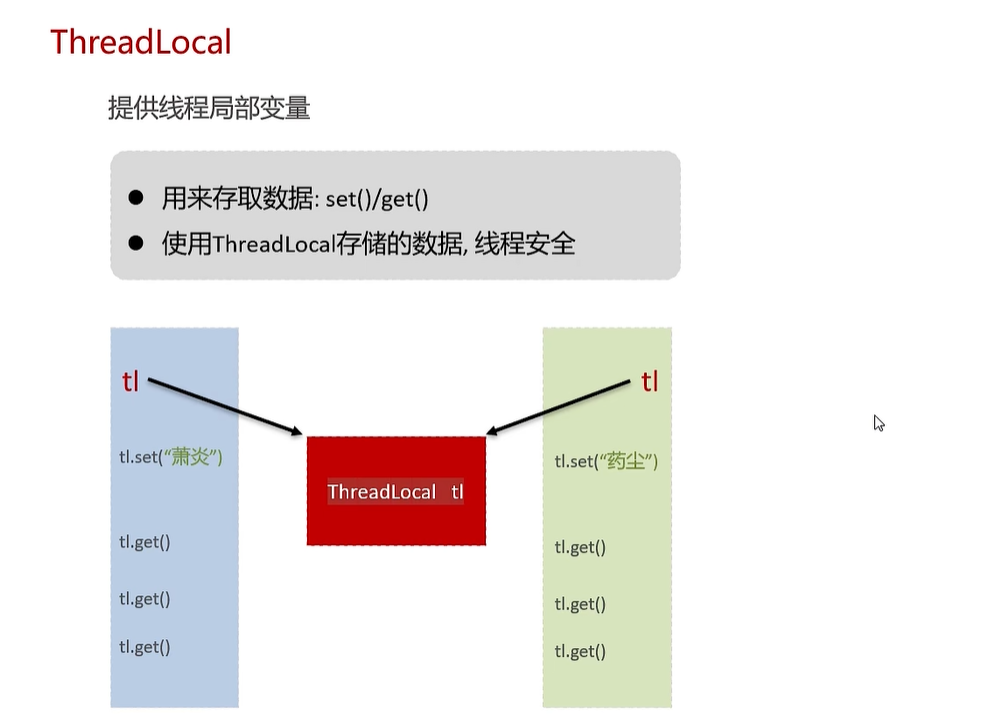 ThreadLocal
提供线程局部变量
● 用来存取数据: set()/get()
● 使用ThreadLocal存储的数据, 线程安全
tl
tl.set(“萧炎”)
tl.get()
tl.get()
tl.get()
ThreadLocal tl
tl
tl.set(“药尘”)
tl.get()
tl.get()
tl.get()